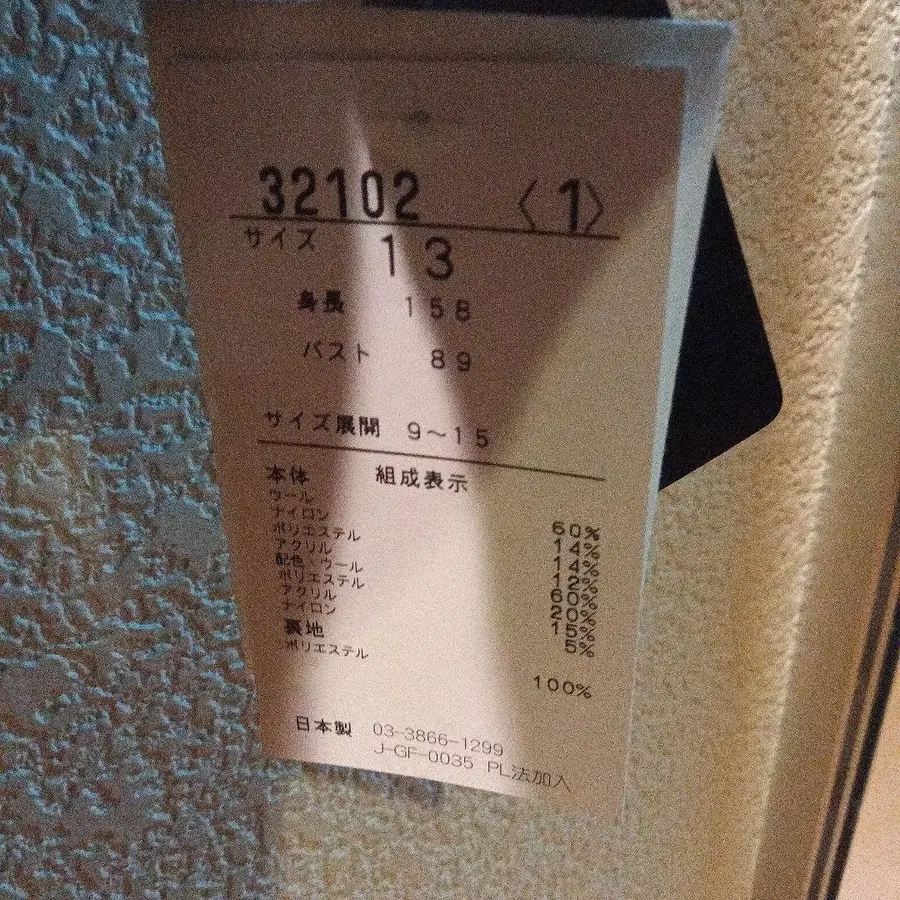 32102 〈1〉
サイズ 13
身長 158
バスト 89
サイズ展開 9～15
本体 組成表示
ウール 60%
ナイロン 14%
ポリエステル 14%
アクリル 12%
配色・ウール 60%
ポリエステル 20%
アクリル 15%
ナイロン 5%
裏地
ポリエステル 100%
日本製 03-3866-1299
J-GF-0035 PL法加入